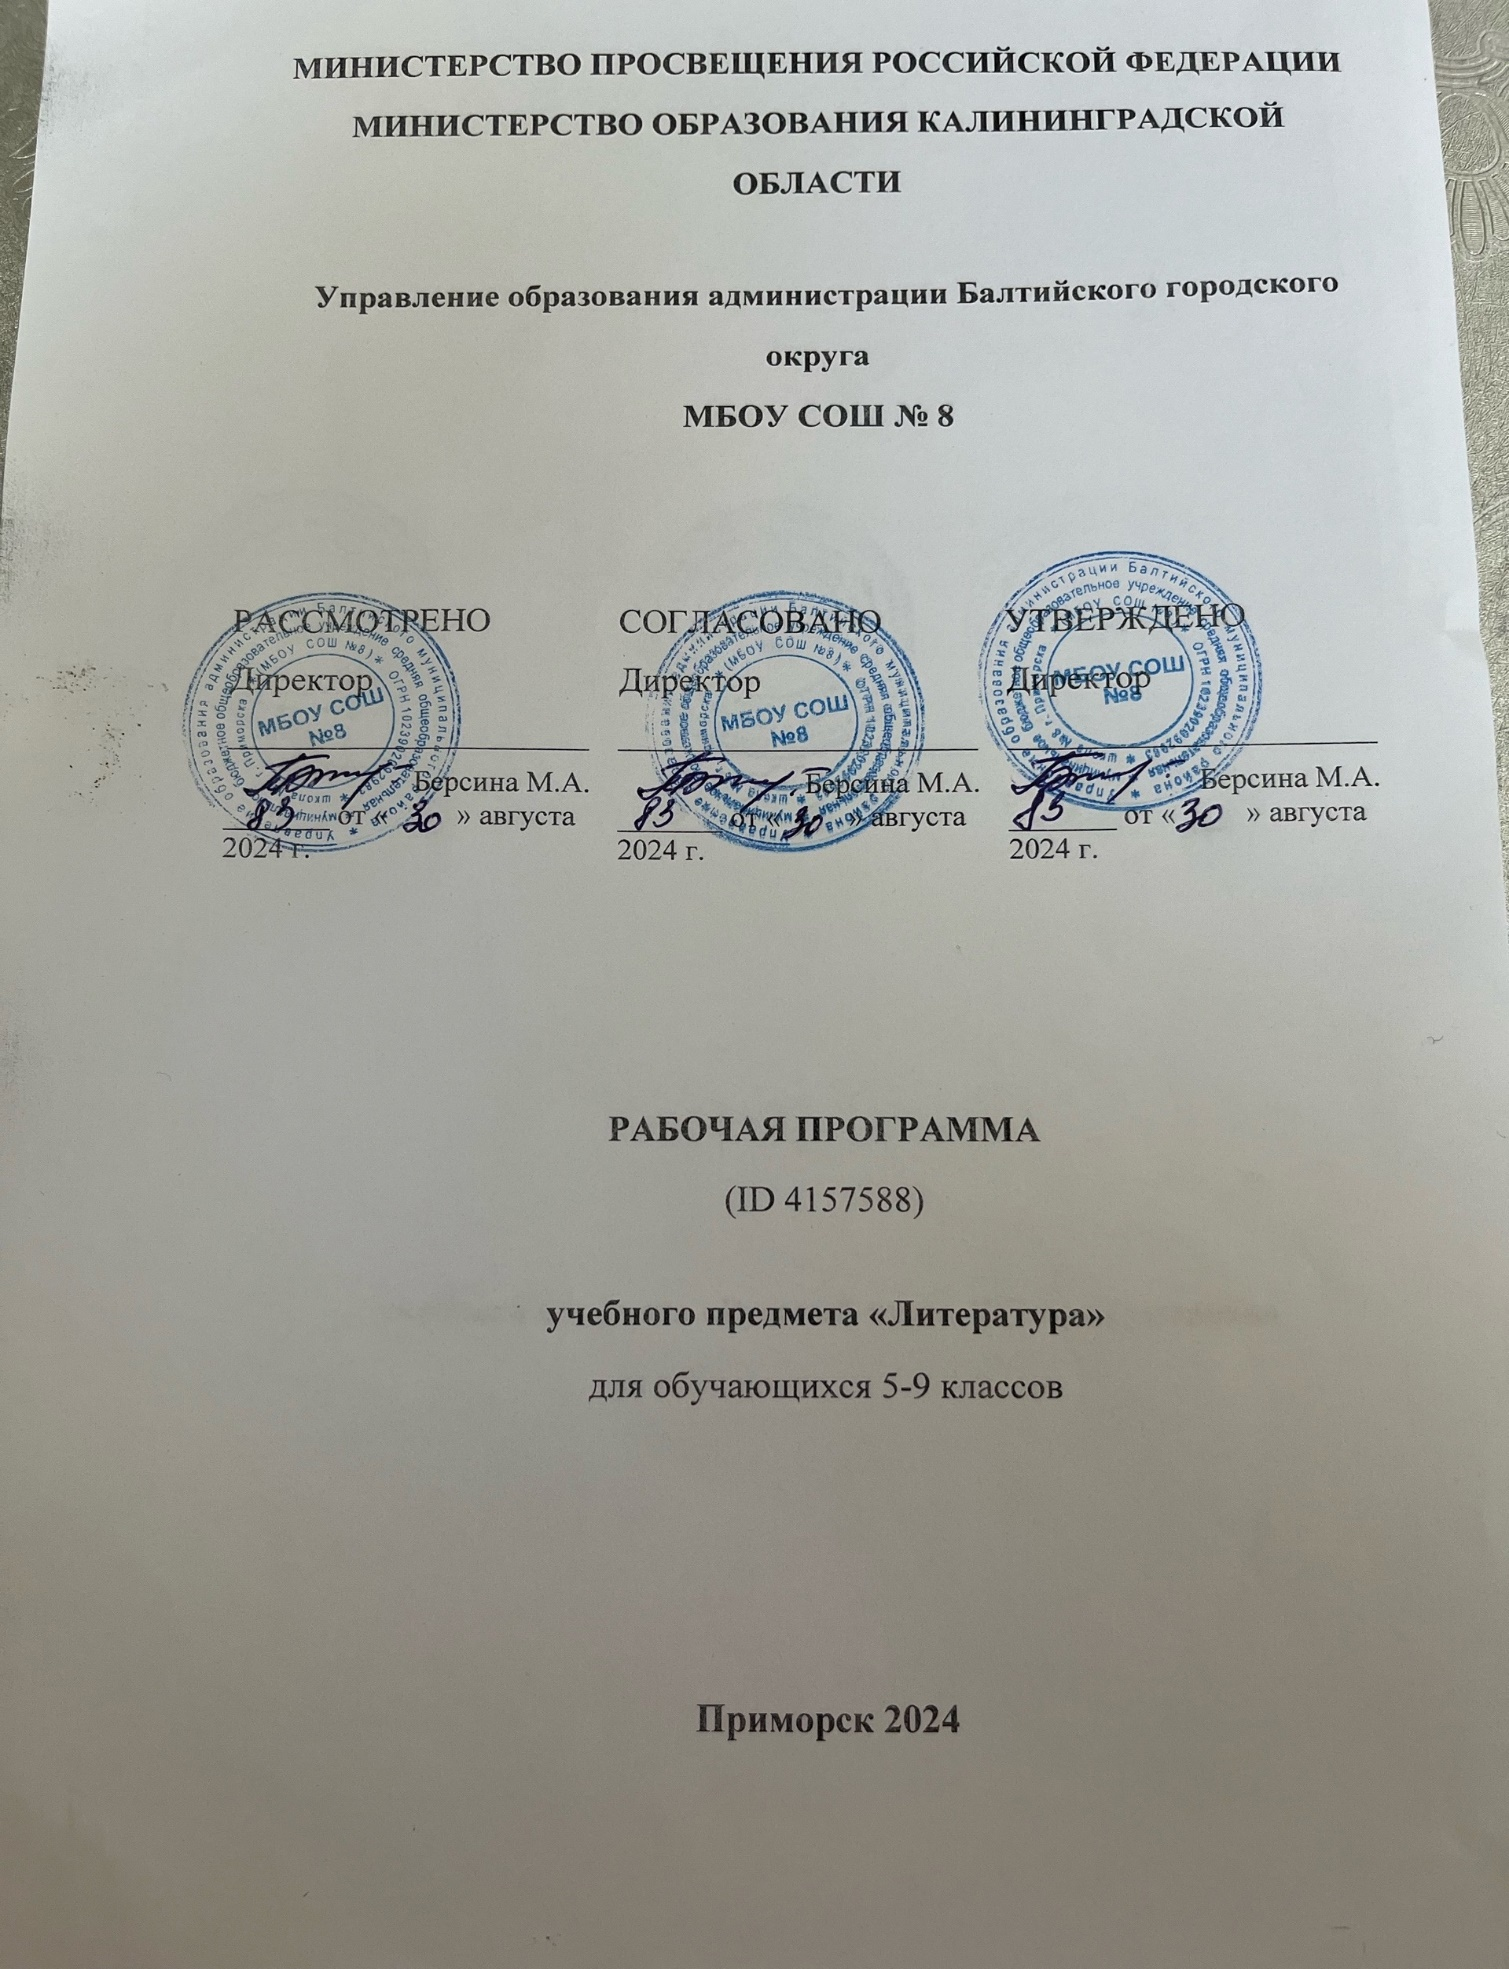 МИНИСТЕРСТВО ПРОСВЕЩЕНИЯ РОССИЙСКОЙ ФЕДЕРАЦИИ
МИНИСТЕРСТВО ОБРАЗОВАНИЯ КАЛИНИНГРАДСКОЙ
ОБЛАСТИ
Управление образования администрации Балтийского городского
округа
МБОУ СОШ № 8
РАССМОТРЕНО
Директор
МБОУ СОШ
№8
Берсина М.А.
83 от « 30 » августа
2024 г.
СОГЛАСОВАНО
Директор
МБОУ СОШ
№8
Берсина М.А.
83 от « 30 » августа
2024 г.
УТВЕРЖДЕНО
Директор
МБОУ СОШ
№8
Берсина М.А.
83 от « 30 » августа
2024 г.
РАБОЧАЯ ПРОГРАММА
(ID 4157588)
учебного предмета «Литература»
для обучающихся 5-9 классов
Приморск 2024